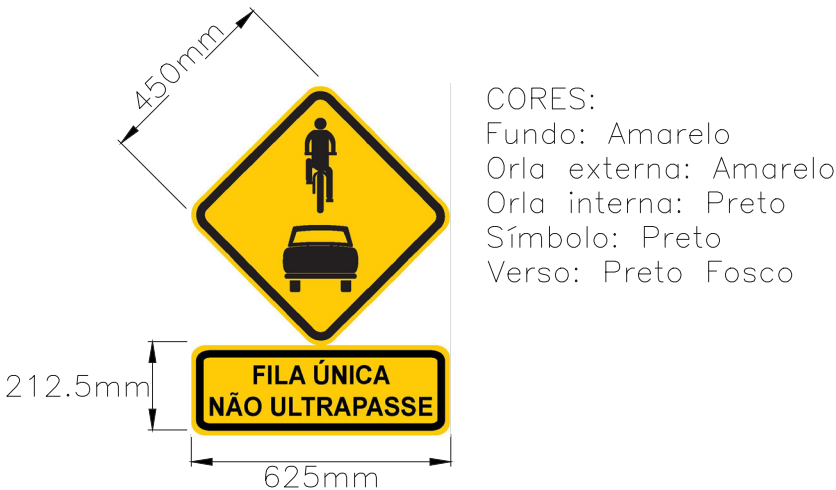 450mm
CORES:
Fundo: Amarelo
Orla externa: Amarelo
Orla interna: Preto
Símbolo: Preto
Verso: Preto Fosco
212.5mm
FILA ÚNICA
NÃO ULTRAPASSE
625mm